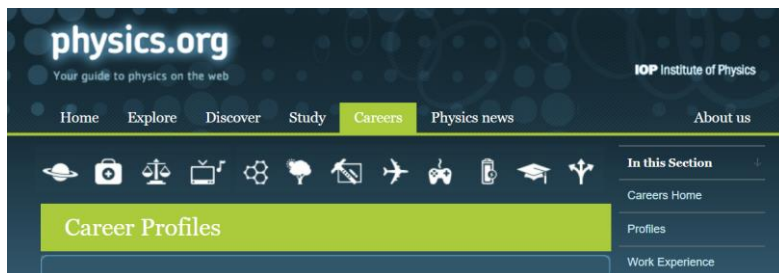 physics.org
Your guide to physics on the web
IOP Institute of Physics
Home Explore Discover Study Careers Physics news About us
In this Section
Careers Home
Career Profiles
Profiles
Work Experience